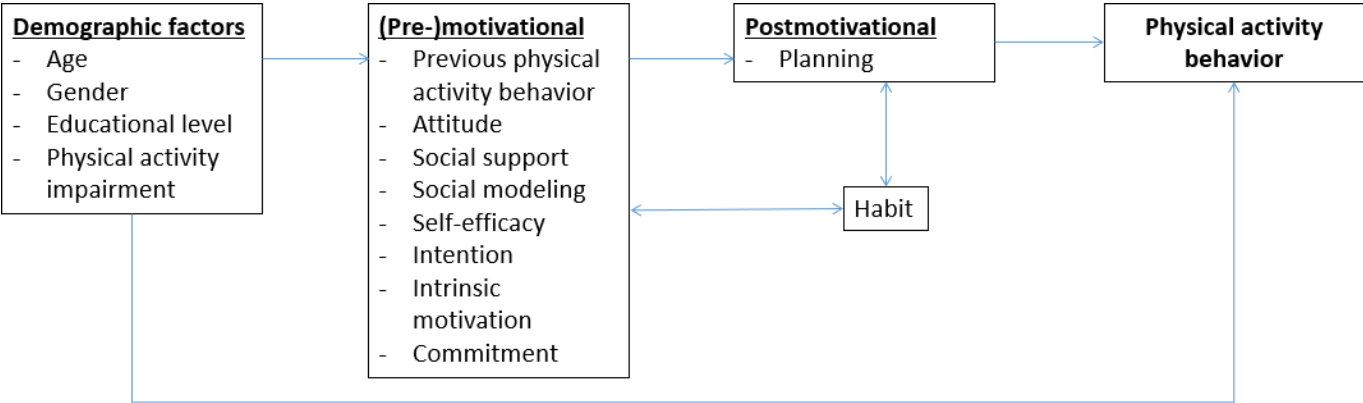 Demographic factors
- Age
- Gender
- Educational level
- Physical activity
impairment
(Pre-)motivational
- Previous physical
activity behavior
- Attitude
- Social support
- Social modeling
- Self-efficacy
- Intention
- Intrinsic
motivation
- Commitment
Postmotivational
- Planning
Habit
Physical activity
behavior